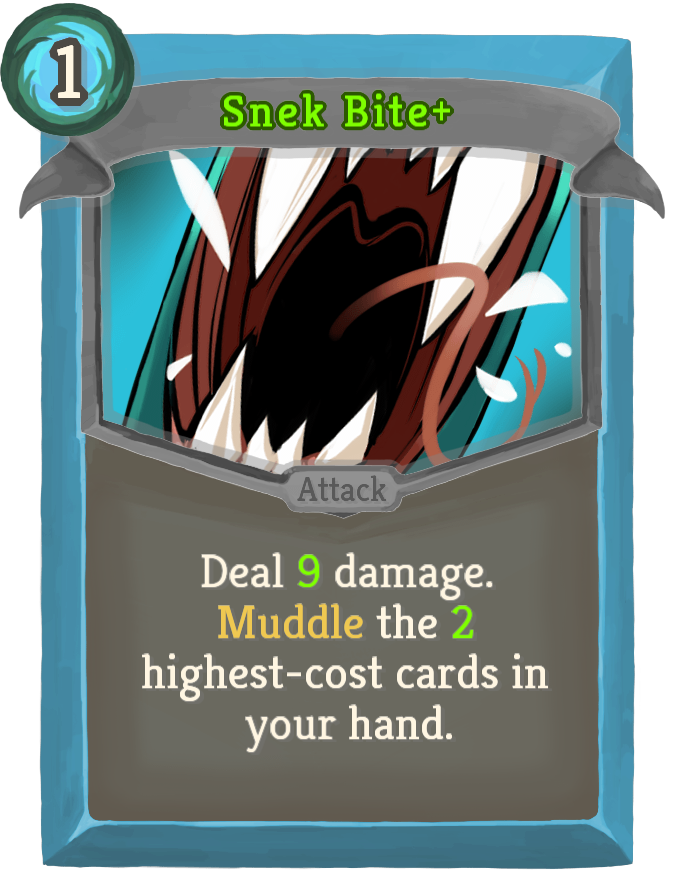 1
Snek Bite+
Attack
Deal 9 damage.
Muddle the 2
highest-cost cards in
your hand.